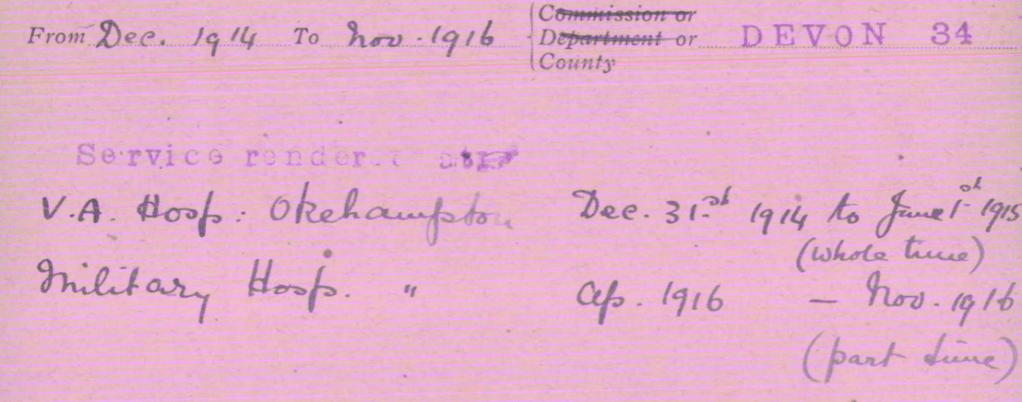 Commission or
From Dec. 1914 To Nov. 1916 Department or DEVON 34
County
Service rendered at:
V.A. Hosp: Okehampton Dec. 31st 1914 to June 1st 1915
(whole time)
Military Hosp. " Ap. 1916 — Nov. 1916
(part time)